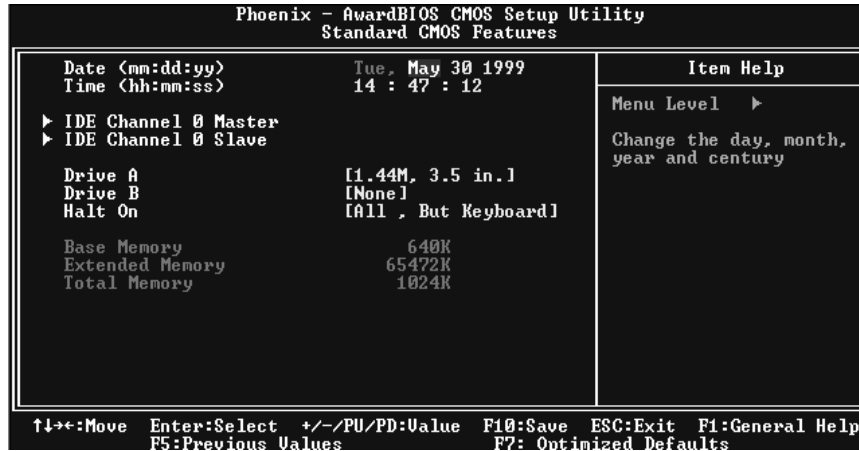 Phoenix - AwardBIOS CMOS Setup Utility
Standard CMOS Features
Date (mm:dd:yy) Tue, May 30 1999
Time (hh:mm:ss) 14 : 47 : 12
▶ IDE Channel 0 Master
▶ IDE Channel 0 Slave
Drive A [1.44M, 3.5 in.]
Drive B [None]
Halt On [All , But Keyboard]
Base Memory 640K
Extended Memory 65472K
Total Memory 1024K
Item Help
Menu Level ▶
Change the day, month,
year and century
↑↓→←:Move Enter:Select +/-/PU/PD:Value F10:Save ESC:Exit F1:General Help
F5:Previous Values F7: Optimized Defaults